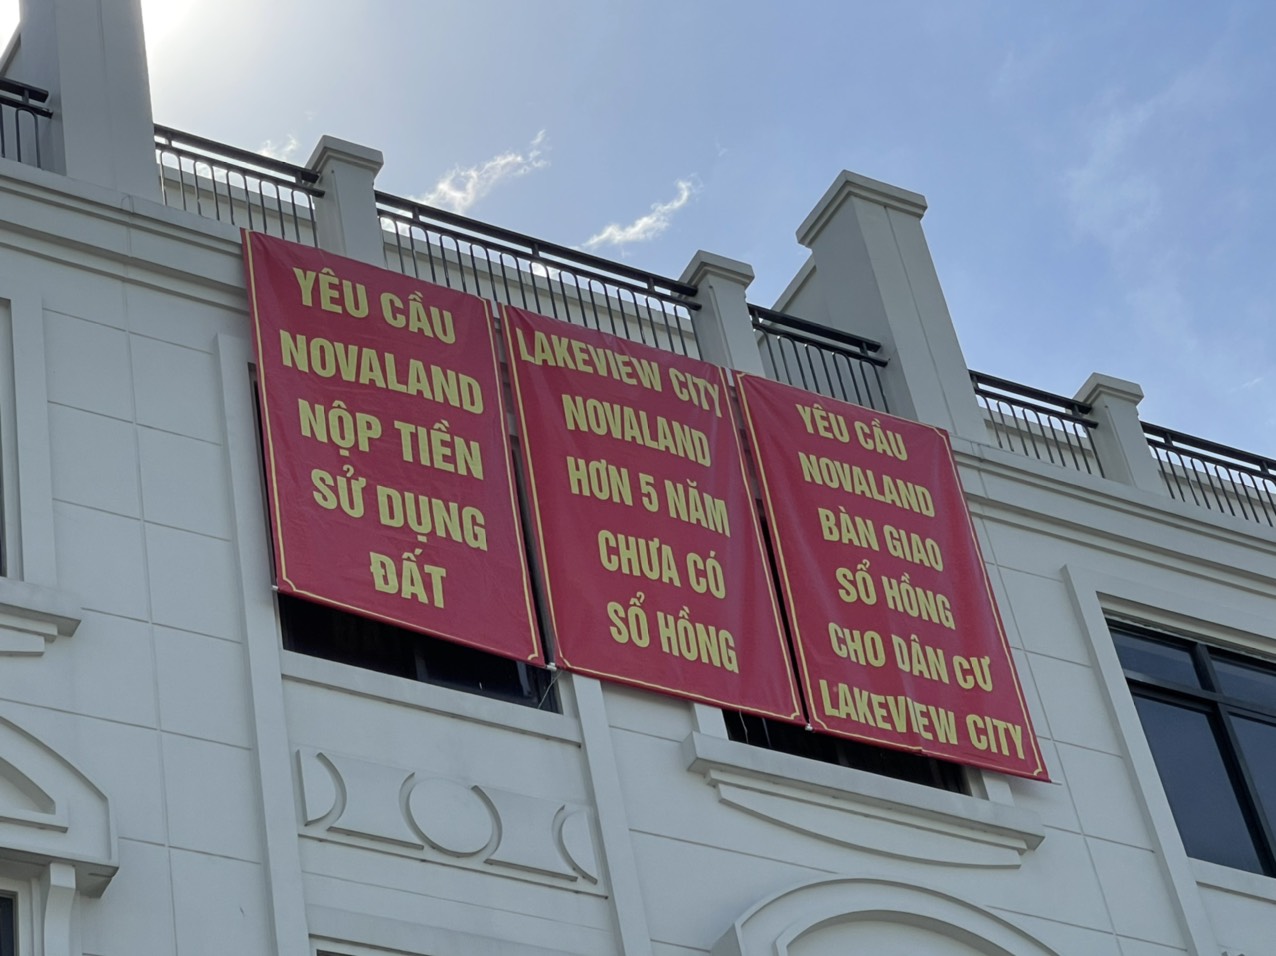 YÊU CẦU
NOVALAND
NỘP TIỀN
SỬ DỤNG
ĐẤT
LAKEVIEW CITY
NOVALAND
HƠN 5 NĂM
CHƯA CÓ
SỔ HỒNG
YÊU CẦU
NOVALAND
BÀN GIAO
SỔ HỒNG
CHO DÂN CƯ
LAKEVIEW CITY